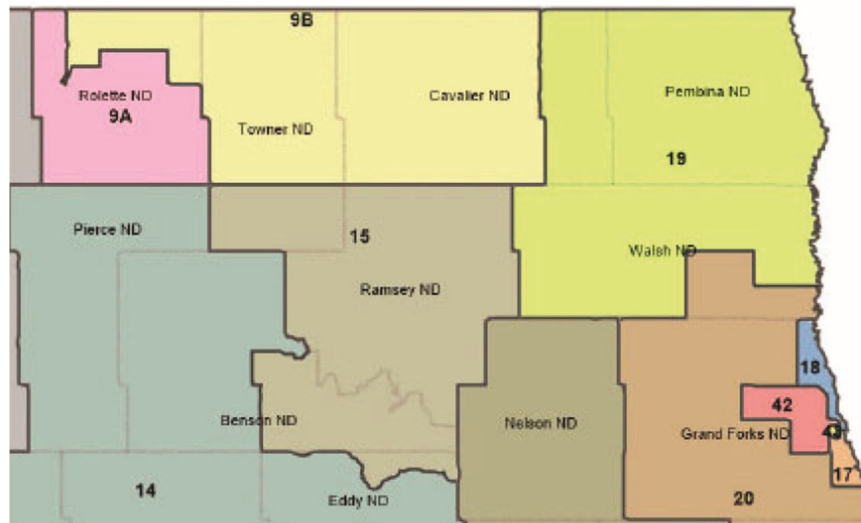 9B
Rolette ND
9A
Cavalier ND
Pembina ND
Towner ND
19
Pierce ND
15
Walsh ND
Ramsey ND
18
42
Benson ND
Nelson ND
Grand Forks ND
17
14
Eddy ND
20